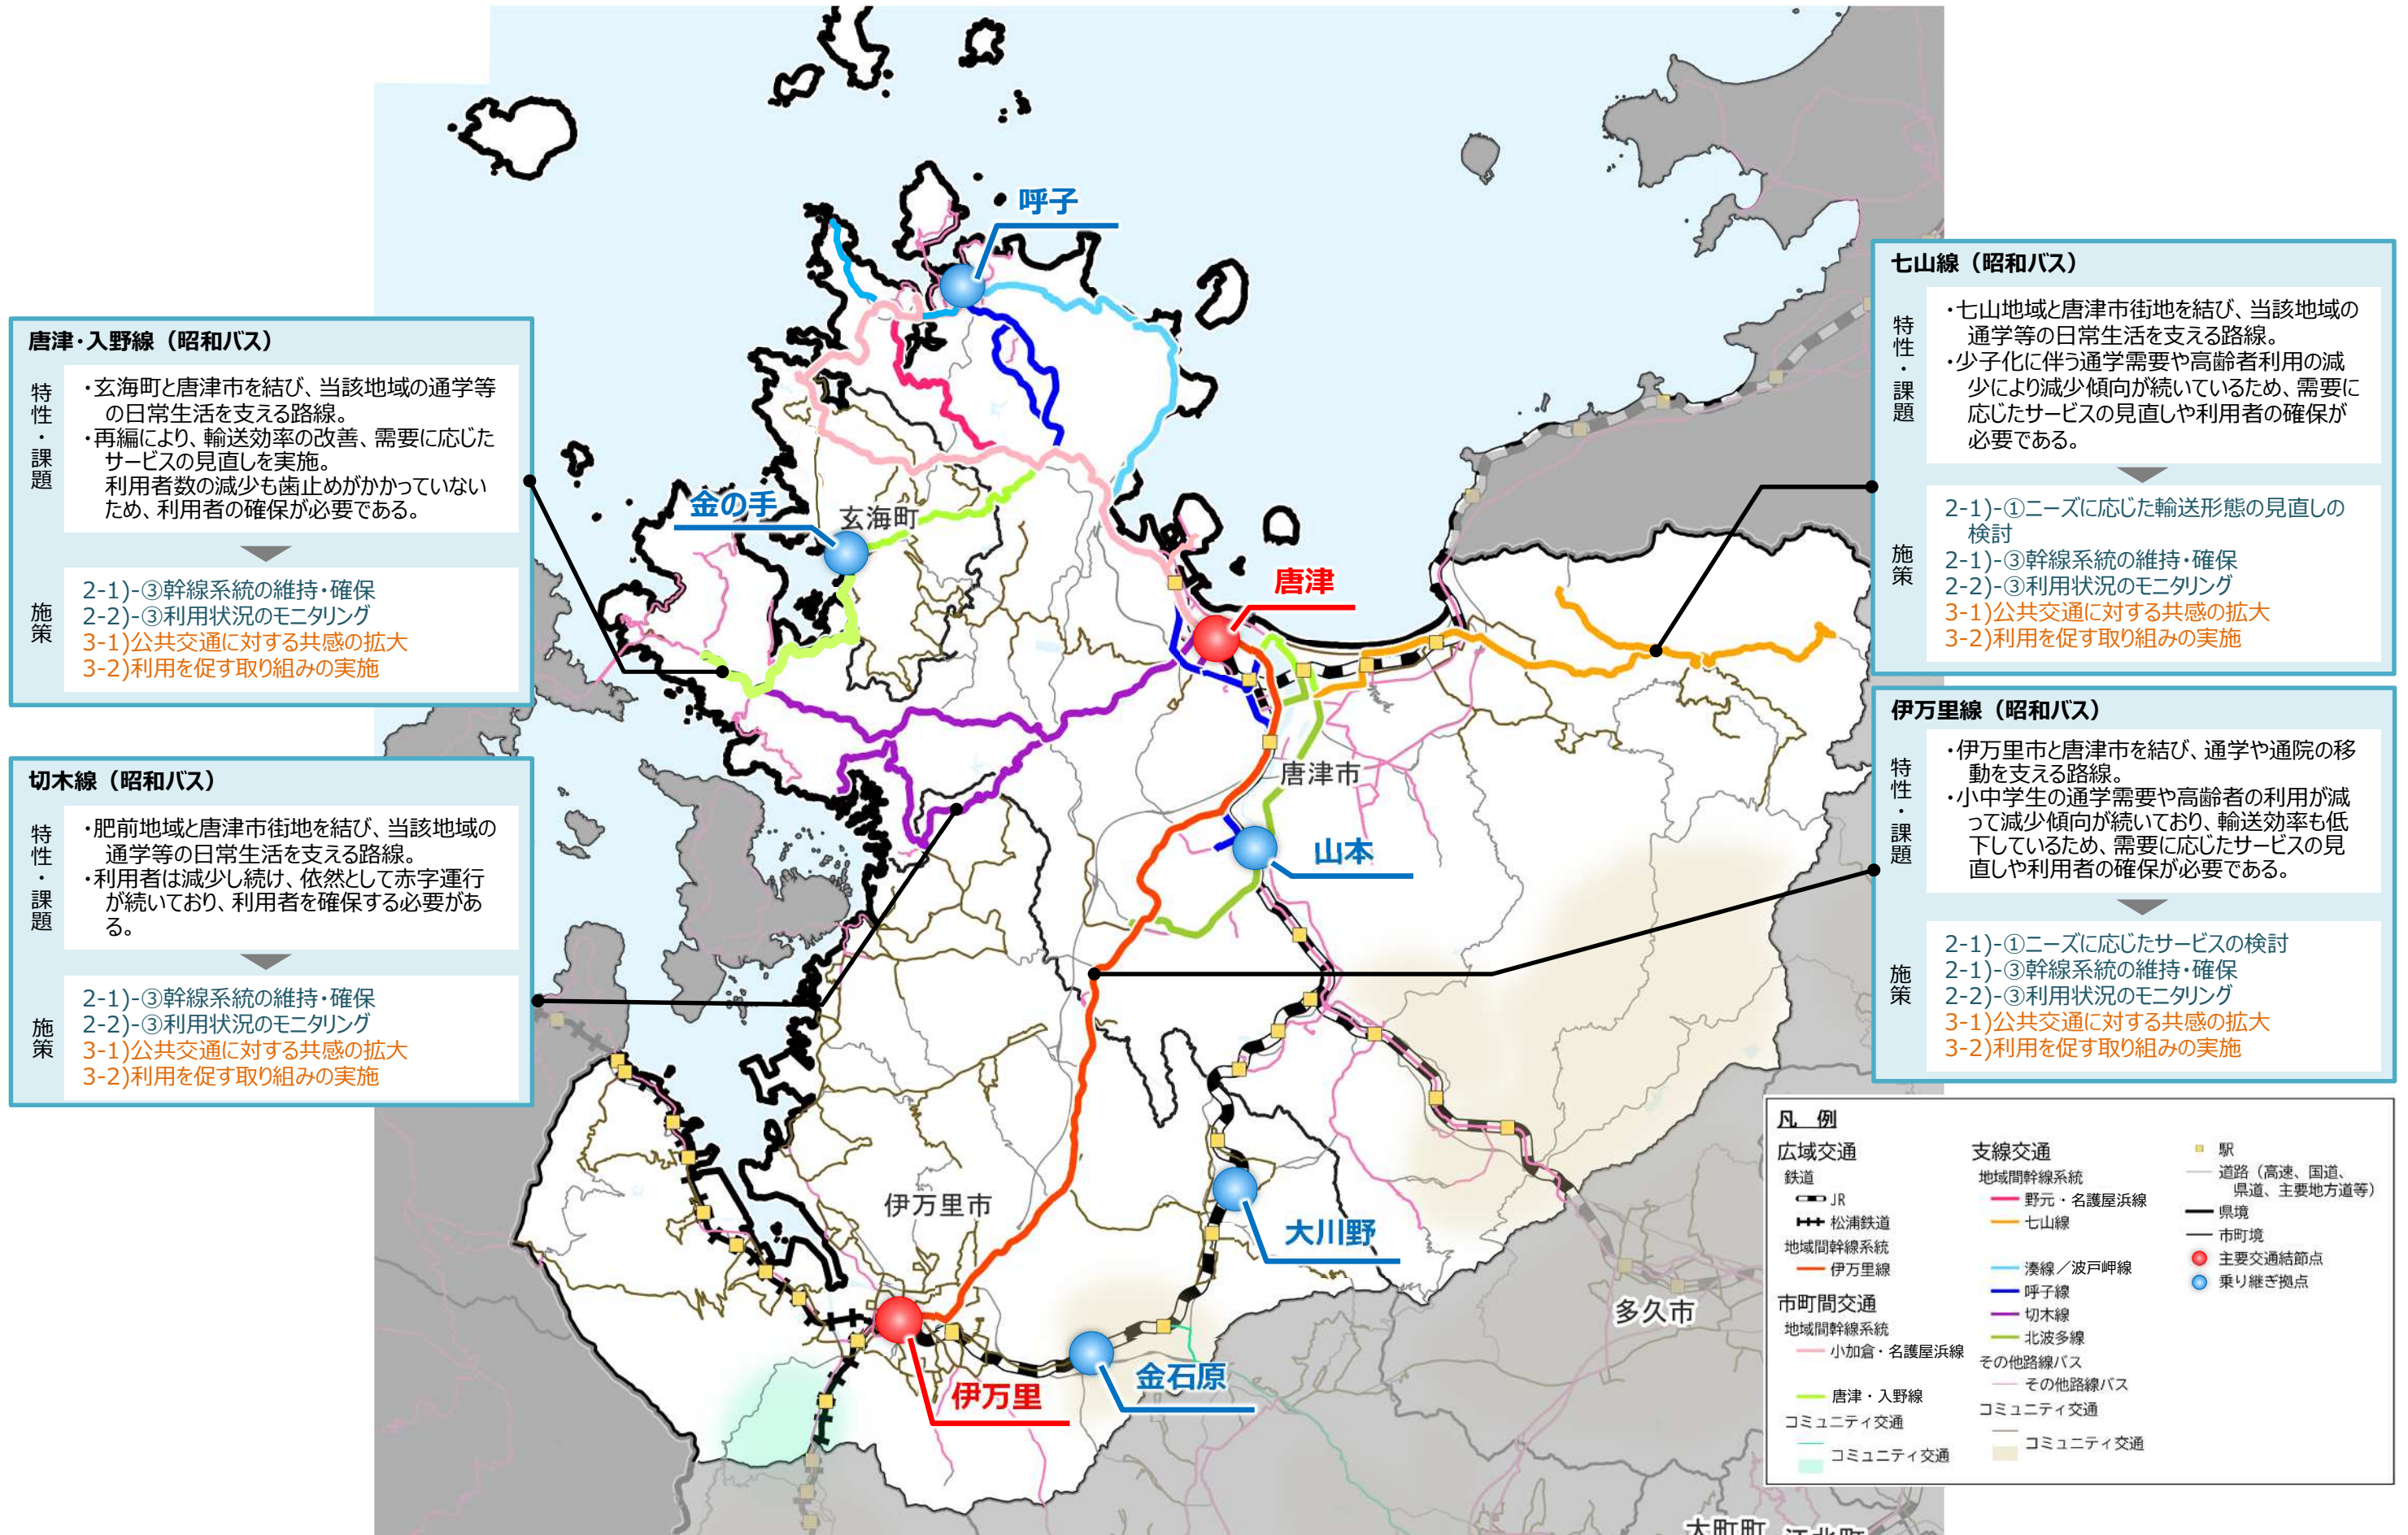 唐津・入野線（昭和バス）
特性・課題
・玄海町と唐津市を結び、当該地域の通学等
の日常生活を支える路線。
・再編により、輸送効率の改善、需要に応じた
サービスの見直しを実施。
利用者数の減少も歯止めがかかっていない
ため、利用者の確保が必要である。
施策
2-1)-③幹線系統の維持・確保
2-2)-③利用状況のモニタリング
3-1)公共交通に対する共感の拡大
3-2)利用を促す取り組みの実施
切木線（昭和バス）
特性・課題
・肥前地域と唐津市街地を結び、当該地域の
通学等の日常生活を支える路線。
・利用者は減少し続け、依然として赤字運行
が続いており、利用者を確保する必要があ
る。
施策
2-1)-③幹線系統の維持・確保
2-2)-③利用状況のモニタリング
3-1)公共交通に対する共感の拡大
3-2)利用を促す取り組みの実施
呼子
金の手
玄海町
唐津
唐津市
山本
伊万里市
大川野
金石原
伊万里
多久市
大町町
江北町
七山線（昭和バス）
特性・課題
・七山地域と唐津市街地を結び、当該地域の
通学等の日常生活を支える路線。
・少子化に伴う通学需要や高齢者利用の減
少により減少傾向が続いているため、需要に
応じたサービスの見直しや利用者の確保が
必要である。
施策
2-1)-①ニーズに応じた輸送形態の見直しの
検討
2-1)-③幹線系統の維持・確保
2-2)-③利用状況のモニタリング
3-1)公共交通に対する共感の拡大
3-2)利用を促す取り組みの実施
伊万里線（昭和バス）
特性・課題
・伊万里市と唐津市を結び、通学や通院の移
動を支える路線。
・小中学生の通学需要や高齢者の利用が減
って減少傾向が続いており、輸送効率も低
下しているため、需要に応じたサービスの見
直しや利用者の確保が必要である。
施策
2-1)-①ニーズに応じたサービスの検討
2-1)-③幹線系統の維持・確保
2-2)-③利用状況のモニタリング
3-1)公共交通に対する共感の拡大
3-2)利用を促す取り組みの実施
凡 例
広域交通
鉄道
JR
松浦鉄道
地域間幹線系統
伊万里線
市町間交通
地域間幹線系統
小加倉・名護屋浜線
唐津・入野線
コミュニティ交通
コミュニティ交通
支線交通
地域間幹線系統
野元・名護屋浜線
七山線
湊線／波戸岬線
呼子線
切木線
北波多線
その他路線バス
その他路線バス
コミュニティ交通
コミュニティ交通
駅
道路（高速、国道、
県道、主要地方道等）
県境
市町境
主要交通結節点
乗り継ぎ拠点